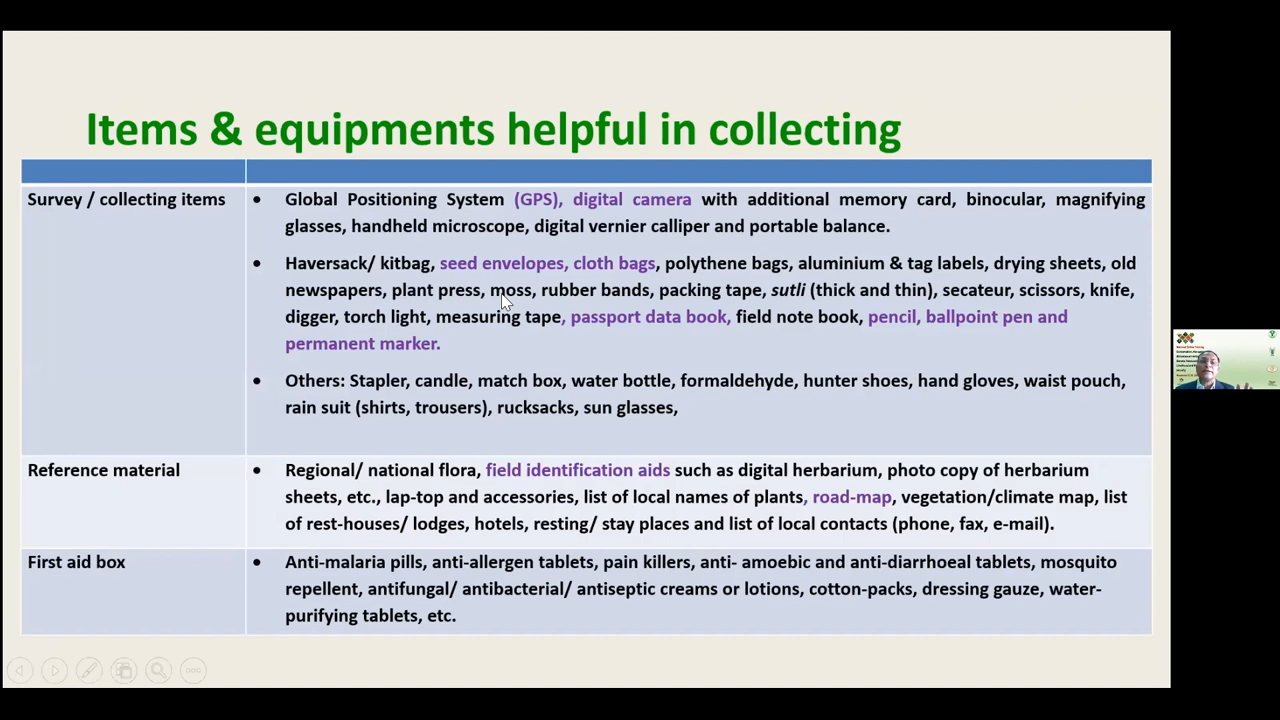 Items & equipments helpful in collecting
Survey / collecting items
• Global Positioning System (GPS), digital camera with additional memory card, binocular, magnifying
glasses, handheld microscope, digital vernier calliper and portable balance.
• Haversack/ kitbag, seed envelopes, cloth bags, polythene bags, aluminium & tag labels, drying sheets, old
newspapers, plant press, moss, rubber bands, packing tape, sutli (thick and thin), secateur, scissors, knife,
digger, torch light, measuring tape, passport data book, field note book, pencil, ballpoint pen and
permanent marker.
• Others: Stapler, candle, match box, water bottle, formaldehyde, hunter shoes, hand gloves, waist pouch,
rain suit (shirts, trousers), rucksacks, sun glasses,
Reference material
• Regional/ national flora, field identification aids such as digital herbarium, photo copy of herbarium
sheets, etc., lap-top and accessories, list of local names of plants, road-map, vegetation/climate map, list
of rest-houses/ lodges, hotels, resting/ stay places and list of local contacts (phone, fax, e-mail).
First aid box
• Anti-malaria pills, anti-allergen tablets, pain killers, anti- amoebic and anti-diarrhoeal tablets, mosquito
repellent, antifungal/ antibacterial/ antiseptic creams or lotions, cotton-packs, dressing gauze, water-
purifying tablets, etc.